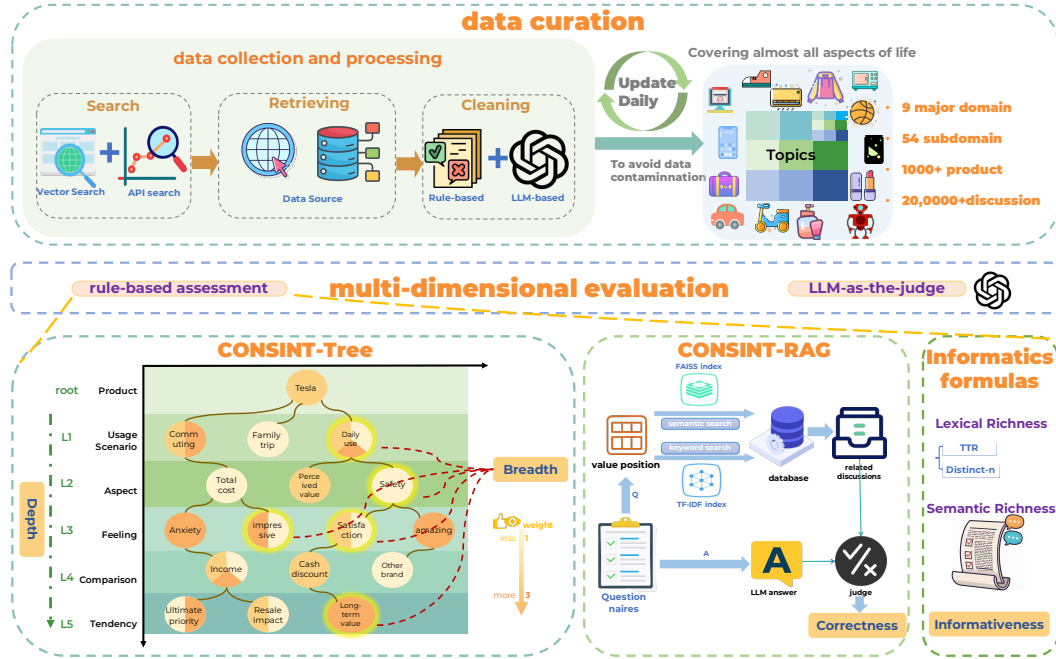 data curation
data collection and processing
Search
Vector Search
API search
Retrieving
Data Source
Cleaning
Rule-based
LLM-based
Update
Daily
To avoid data
contaminnation
Covering almost all aspects of life
Topics
• 9 major domain
• 54 subdomain
• 1000+ product
• 20,0000+discussion
rule-based assessment
multi-dimensional evaluation
LLM-as-the-judge
CONSINT-Tree
Depth
root
L1
L2
L3
L4
L5
Product
Usage
Scenario
Aspect
Feeling
Comparison
Tendency
Tesla
Comm
uting
Family
trip
Daily
use
Total
cost
Perce
ived
value
Safety
Anxiety
impres
sive
Satisfa
ction
amazing
Income
Cash
discount
Other
brand
Ultimate
priority
Resale
impact
Long-
term
value
Breadth
weight
less 1
more 3
CONSINT-RAG
FAISS index
semantic search
keyword search
TF-IDF index
value position
database
related
discussions
Q
A
Question
naires
A
LLM answer
judge
Correctness
Informatics
formulas
Lexical Richness
TTR
Distinct-n
Semantic Richness
Informativeness